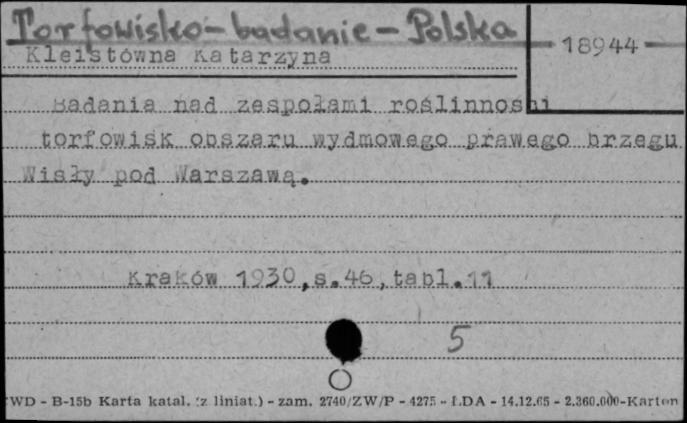 Torfowisko - badanie - Polska
18944
Kleistówna Katarzyna
Badania nad zespołami roślinnoshi
torfowisk obszaru wydmowego prawego brzegu
Wisły pod Warszawą.
Kraków 1930, s.46, tabl.11
5
WD - B-15b Karta katal. (z liniat.) - zam. 2740/ZW/P - 4275 - LDA - 14.12.65 - 2.360.000-Karton